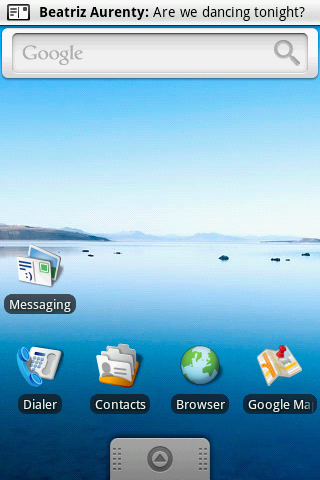 Beatriz Aurenty: Are we dancing tonight?
Google
Messaging
Dialer Contacts Browser Google Ma